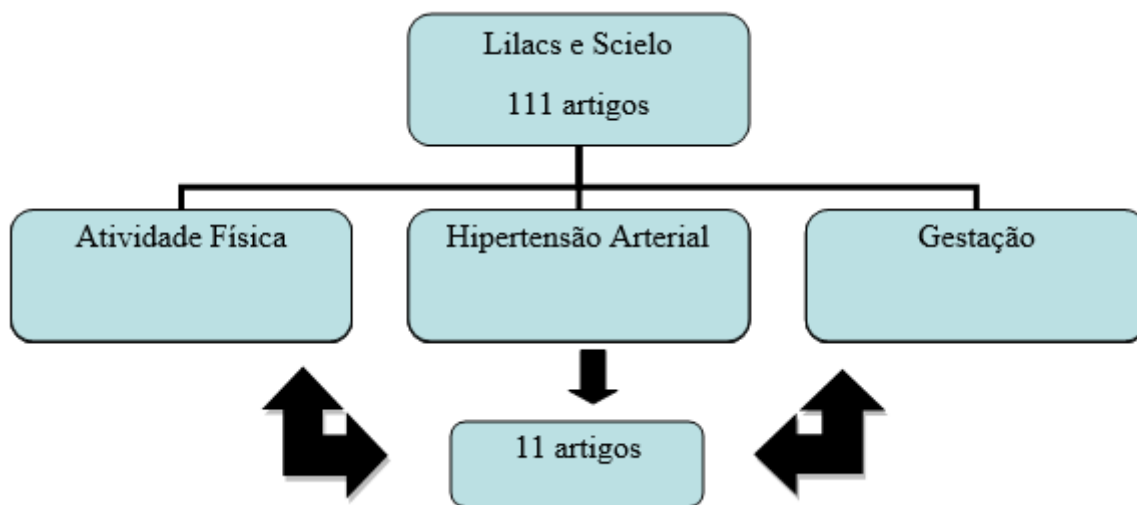 Lilacs e Scielo
111 artigos
Atividade Física
Hipertensão Arterial
Gestação
11 artigos